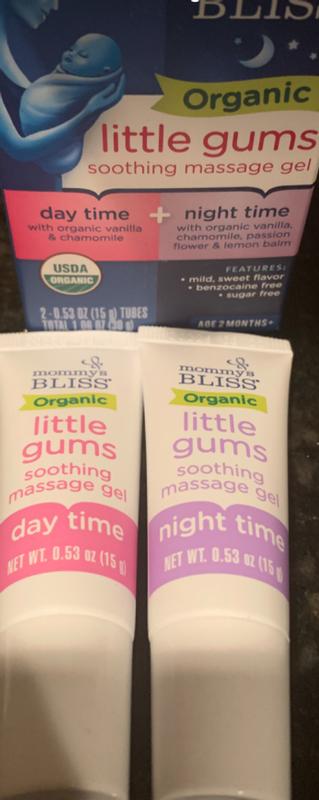 BLISS
Organic
little gums
soothing massage gel
day time + night time
with organic vanilla
& chamomile
with organic vanilla,
chamomile, passion
flower & lemon balm
USDA
ORGANIC
FEATURES:
• mild, sweet flavor
• benzocaine free
• sugar free
2 - 0.53 OZ (15 g) TUBES
TOTAL 1.06 OZ (30 g)
AGE 2 MONTHS+
mommy's
BLISS
Organic
little
gums
soothing
massage gel
day time
NET WT. 0.53 oz (15 g)
mommy's
BLISS
Organic
little
gums
soothing
massage gel
night time
NET WT. 0.53 oz (15 g)